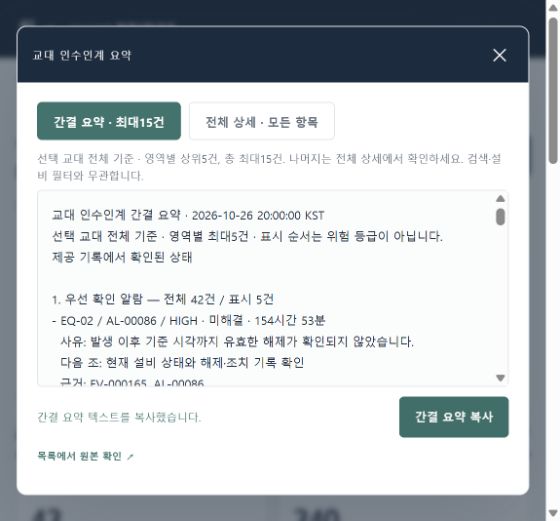 교대 인수인계 요약
간결 요약 · 최대15건
전체 상세 · 모든 항목
선택 교대 전체 기준 · 영역별 상위5건, 총 최대15건. 나머지는 전체 상세에서 확인하세요. 검색·설
비 필터와 무관합니다.
교대 인수인계 간결 요약 · 2026-10-26 20:00:00 KST
선택 교대 전체 기준 · 영역별 최대5건 · 표시 순서는 위험 등급이 아닙니다.
제공 기록에서 확인된 상태
1. 우선 확인 알람 — 전체 42건 / 표시 5건
- EQ-02 / AL-00086 / HIGH · 미해결 · 154시간 53분
사유: 발생 이후 기준 시각까지 유효한 해제가 확인되지 않았습니다.
다음 조: 현재 설비 상태와 해제·조치 기록 확인
근거: EV-000165, AL-00086
간결 요약 텍스트를 복사했습니다.
간결 요약 복사
목록에서 원본 확인 ↗